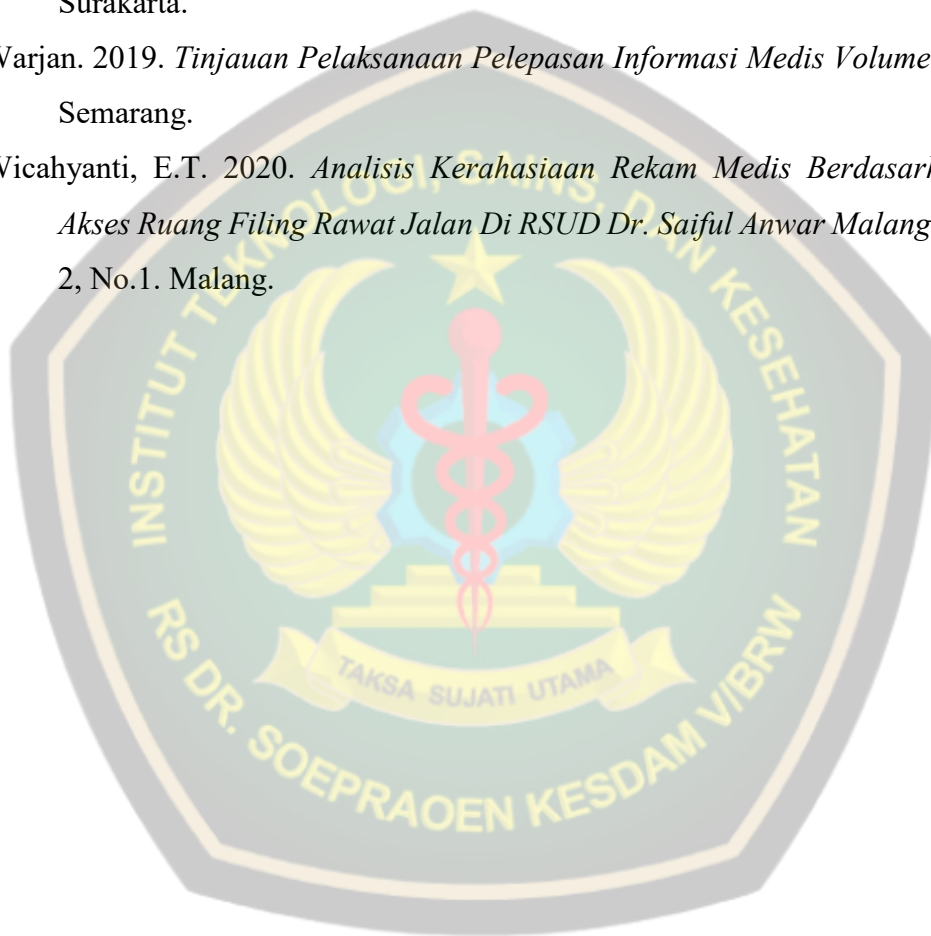 Surakarta.
Warjan. 2019. Tinjauan Pelaksanaan Pelepasan Informasi Medis Volume
Semarang.
Wicahyanti, E.T. 2020. Analisis Kerahasiaan Rekam Medis Berdasark
Akses Ruang Filing Rawat Jalan Di RSUD Dr. Saiful Anwar Malang
2, No.1. Malang.
INSTITUT TEKNOLOGI, SAINS, DAN KESEHATAN
TAKSA SUJATI UTAMA
RS DR. SOEPRAOEN KESDAM V/BRW